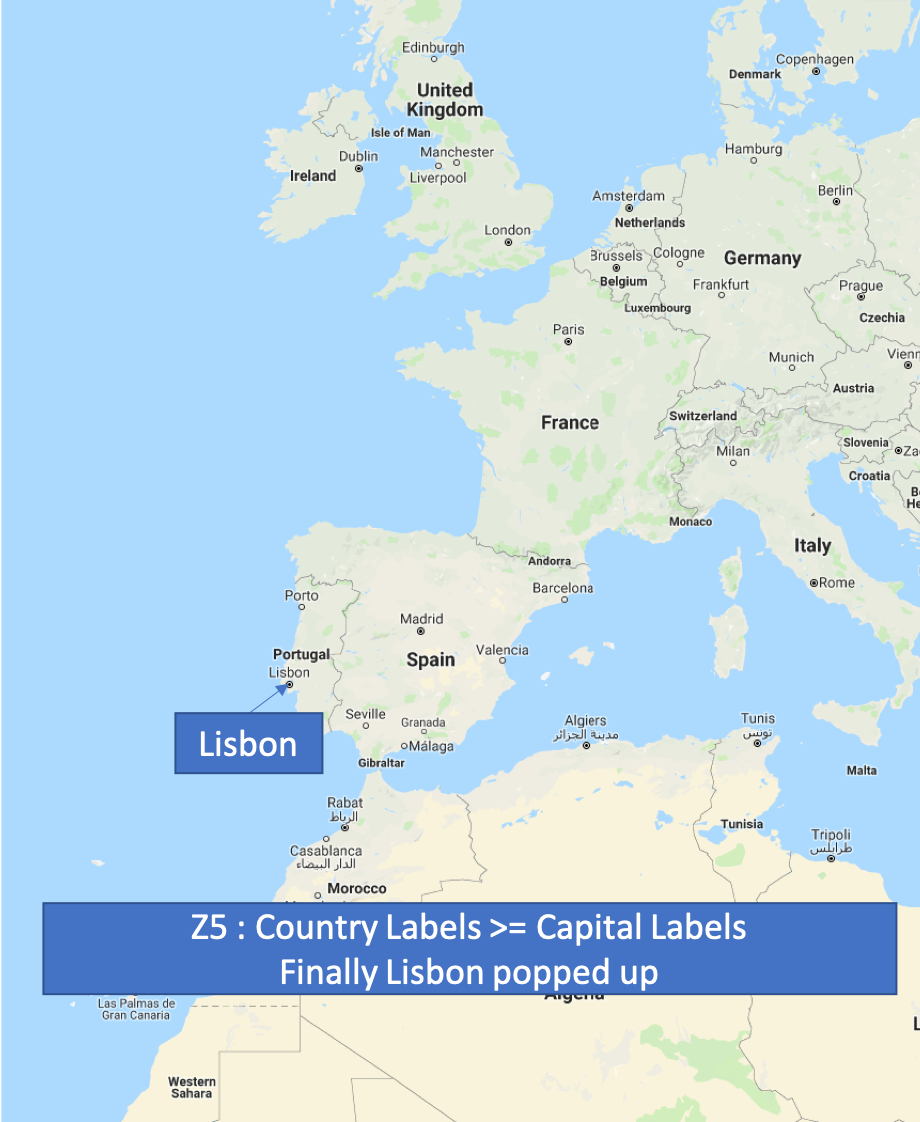 Edinburgh
Copenhagen
Denmark
United
Kingdom
Isle of Man
Hamburg
Manchester
Dublin
Ireland
Liverpool
Berlin
Amsterdam
Netherlands
London
Brussels
Cologne
Germany
Belgium
Frankfurt
Prague
Luxembourg
Czechia
Paris
Munich
Vienn
Austria
Switzerland
France
Slovenia
Milan
Zag
Croatia
Bo
He
Monaco
Italy
Andorra
Rome
Barcelona
Porto
Madrid
Valencia
Portugal
Spain
Lisbon
Seville
Granada
Lisbon
Málaga
Gibraltar
Algiers
مدينة الجزائر
Tunis
تونس
Malta
Rabat
الرباط
Tunisia
Tripoli
طرابلس
Casablanca
الدار البيضاء
Morocco
Z5 : Country Labels >= Capital Labels
Finally Lisbon popped up
Algeria
Las Palmas de
Gran Canaria
L
Western
Sahara